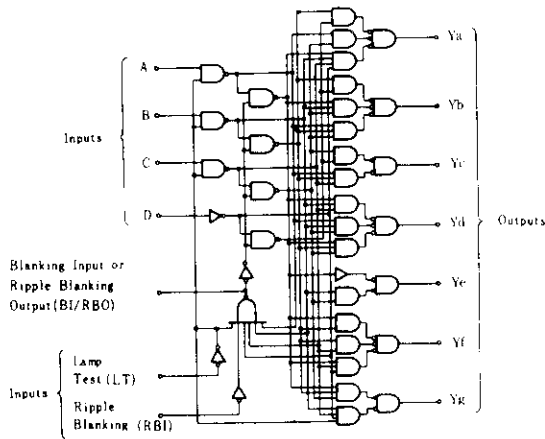 Inputs
A
B
C
D
Blanking Input or
Ripple Blanking
Output(BI/RBO)
Inputs
Lamp
Test(LT)
Ripple
Blanking (RBI)
Ya
Yb
Yc
Yd
Ye
Yf
Yg
Outputs